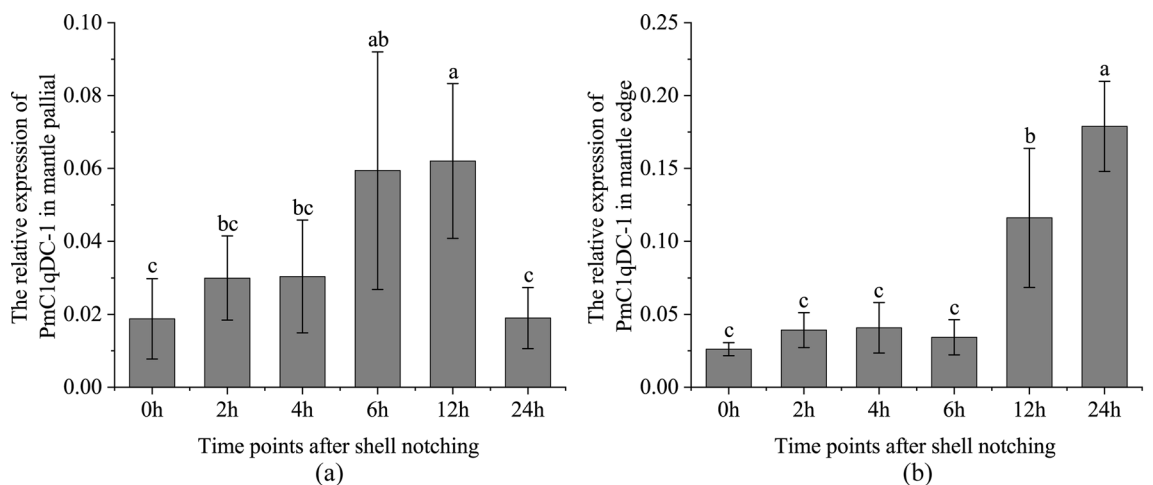 The relative expression of
PmC1qDC-1 in mantle pallial
0.10
0.08
0.06
0.04
0.02
0.00
c
bc
bc
ab
a
c
0h
2h
4h
6h
12h
24h
Time points after shell notching
(a)
The relative expression of
PmC1qDC-1 in mantle edge
0.25
0.20
0.15
0.10
0.05
0.00
c
c
c
c
b
a
0h
2h
4h
6h
12h
24h
Time points after shell notching
(b)